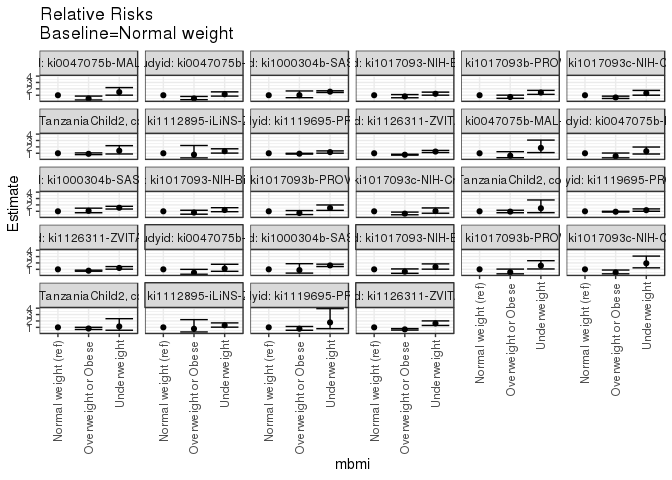 Relative Risks
Baseline=Normal weight
d: ki0047075b-MAL
udyid: ki0047075b-
d: ki1000304b-SAS
d: ki1017093-NIH-B
ki1017093b-PROV
ki1017093c-NIH-C
TanzaniaChild2, co
ki1112895-iLiNS-Z
yid: ki1119695-PR
d: ki1126311-ZVIT
ki0047075b-MAL-
dyid: ki0047075b-M
d: ki1000304b-SAS
ki1017093-NIH-Bi
ki1017093b-PROV
ki1017093c-NIH-C
TanzaniaChild2, co
yid: ki1119695-PR
d: ki1126311-ZVITA
udyid: ki0047075b-
ki1000304b-SAS
ki1017093-NIH-B
ki1017093b-PROV
ki1017093c-NIH-C
TanzaniaChild2, co
ki1112895-iLiNS-Z
yid: ki1119695-PR
ki1126311-ZVIT
Estimate
Normal weight (ref)
Overweight or Obese
Underweight
Normal weight (ref)
Overweight or Obese
Underweight
Normal weight (ref)
Overweight or Obese
Underweight
Normal weight (ref)
Overweight or Obese
Underweight
Normal weight (ref)
Overweight or Obese
Underweight
Normal weight (ref)
Overweight or Obese
Underweight
mbmi